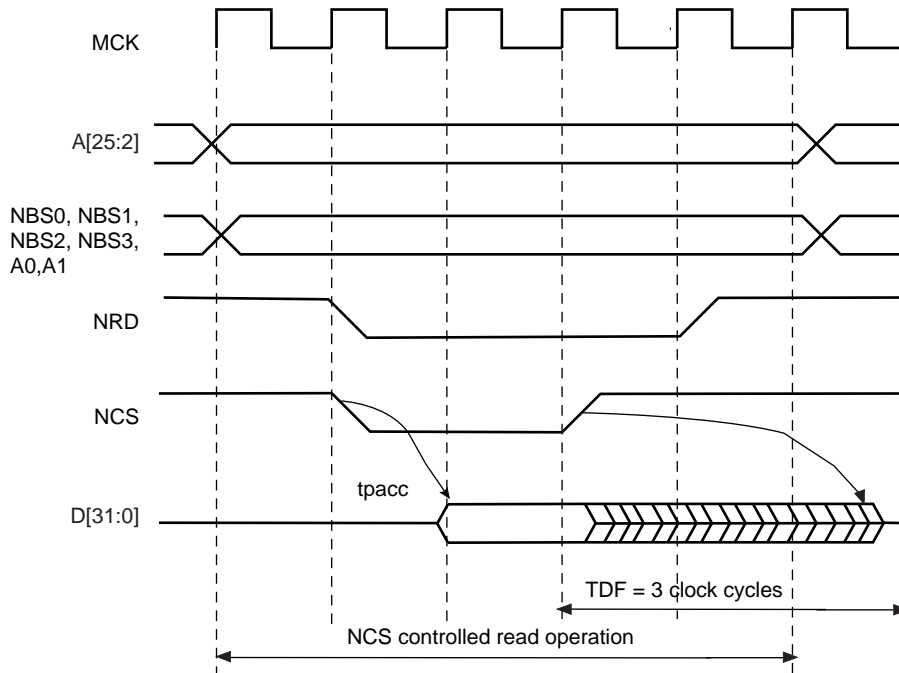 MCK
A[25:2]
NBS0, NBS1,
NBS2, NBS3,
A0,A1
NRD
NCS
tpacc
D[31:0]
TDF = 3 clock cycles
NCS controlled read operation